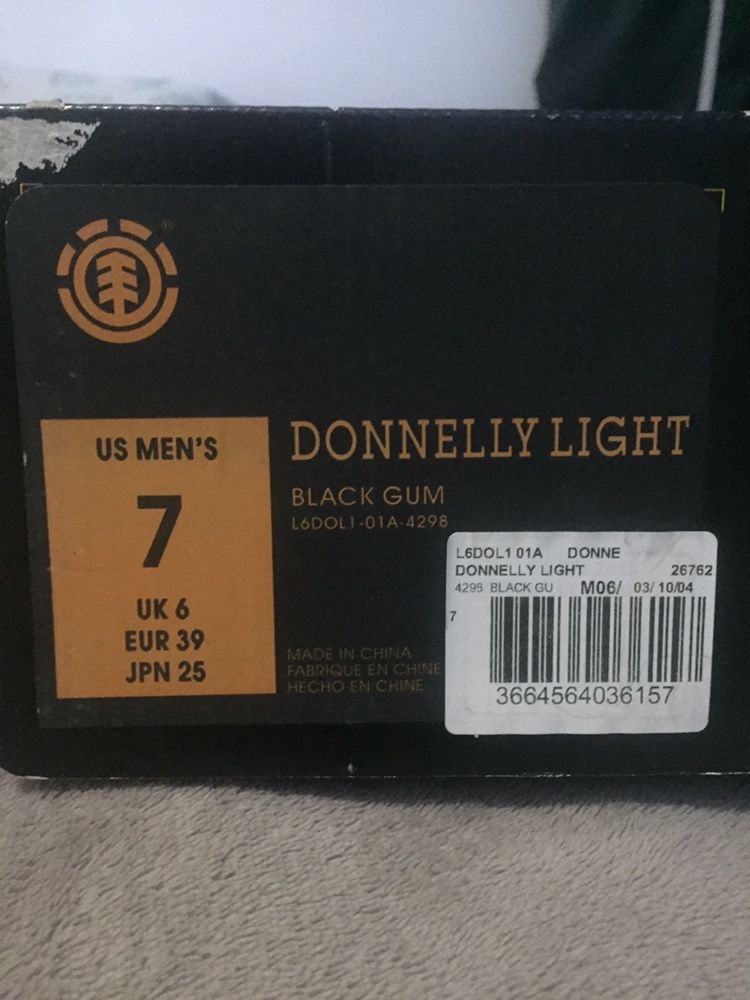 ®
US MEN'S
7
UK 6
EUR 39
JPN 25
DONNELLY LIGHT
BLACK GUM
L6DOL1-01A-4298
MADE IN CHINA
FABRIQUE EN CHINE
HECHO EN CHINE
L6DOL1 01A DONNE
DONNELLY LIGHT 26762
4298 BLACK GU M06/ 03/ 10/04
7
3664564036157